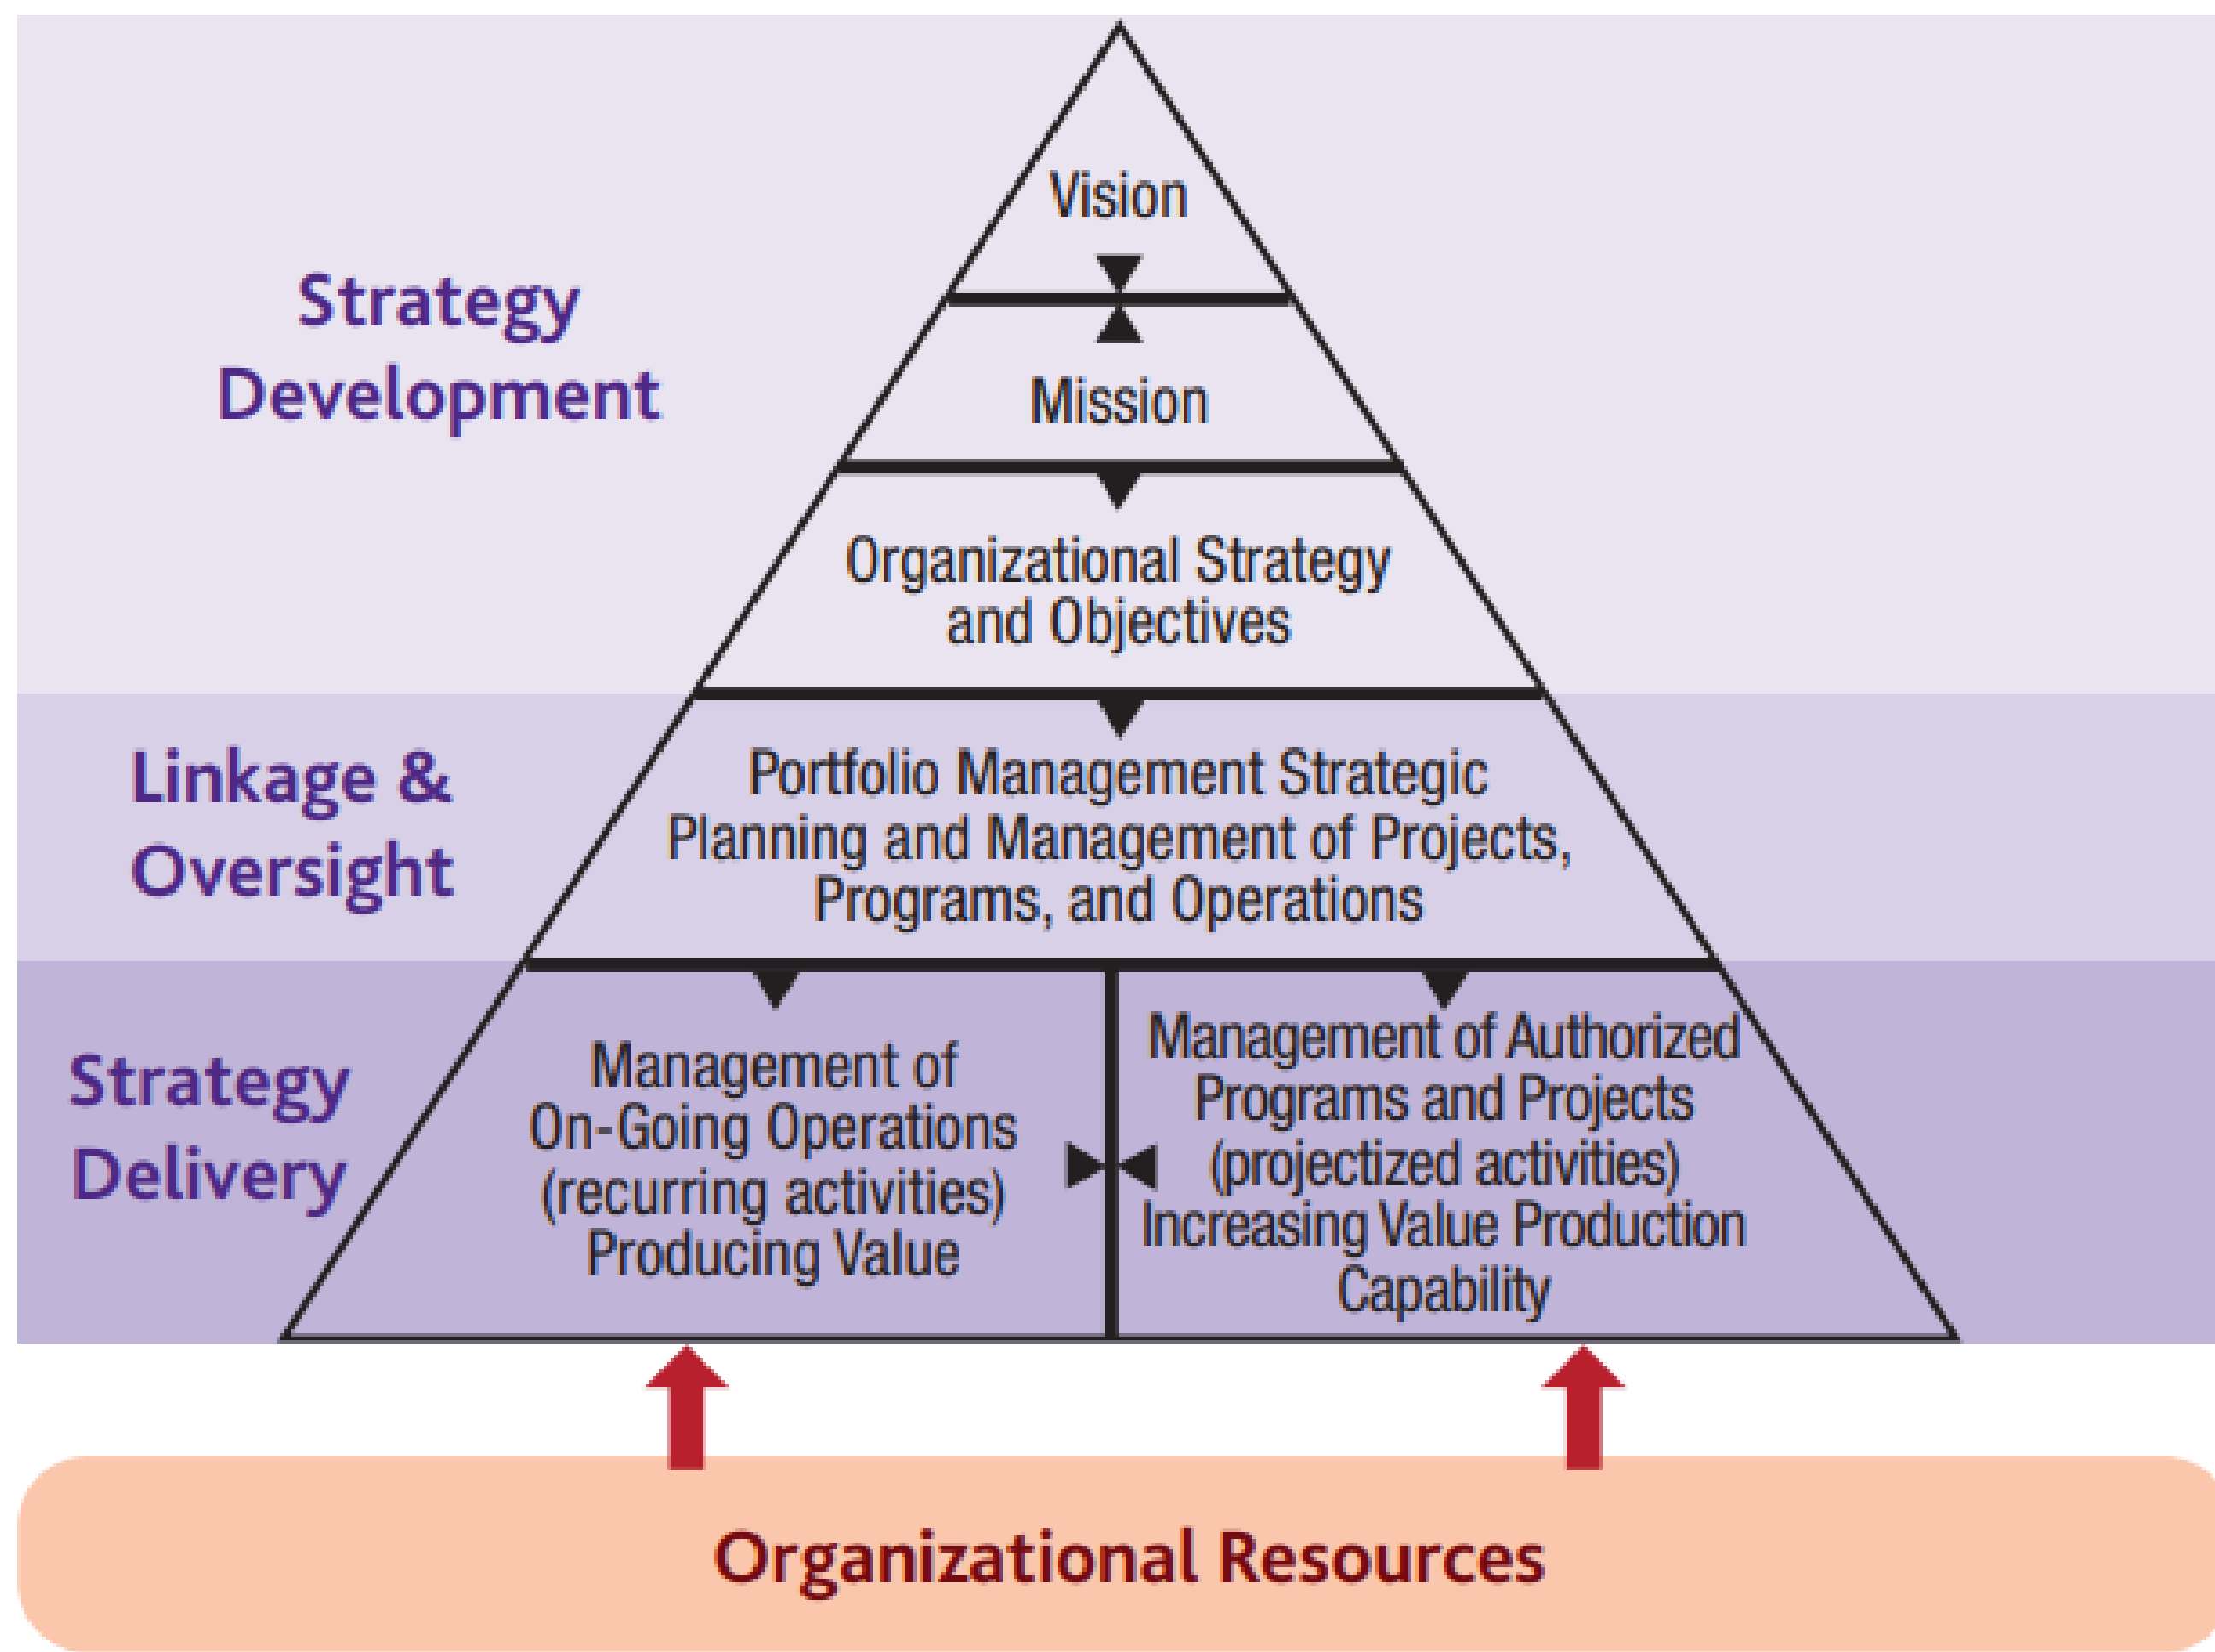 Vision
Strategy
Development
Mission
Organizational Strategy
and Objectives
Linkage &
Oversight
Portfolio Management Strategic
Planning and Management of Projects,
Programs, and Operations
Strategy
Delivery
Management of
On-Going Operations
(recurring activities)
Producing Value
Management of Authorized
Programs and Projects
(projectized activities)
Increasing Value Production
Capability
Organizational Resources